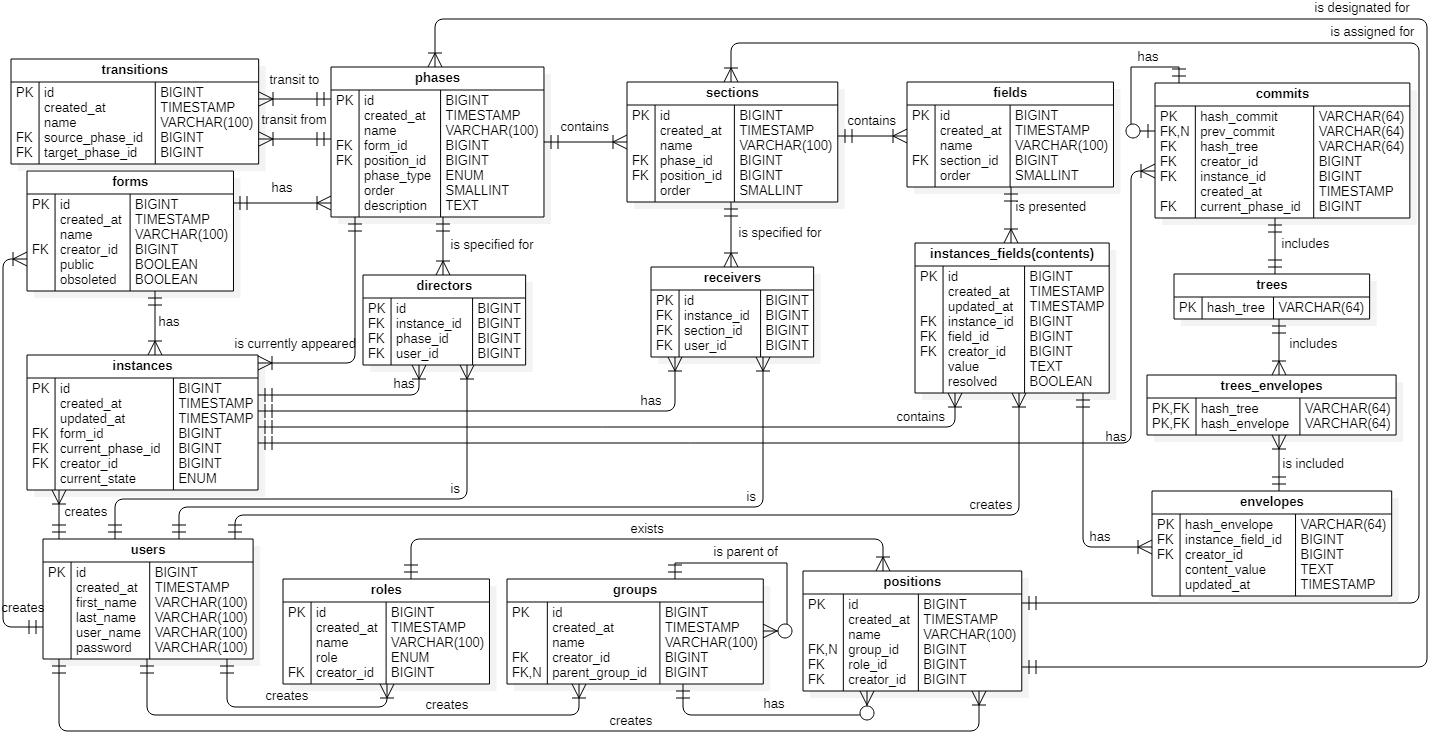 is designated for
is assigned for
transitions
PK id BIGINT
created_at TIMESTAMP
name VARCHAR(100)
FK source_phase_id BIGINT
FK target_phase_id BIGINT
transit to
transit from
phases
PK id BIGINT
created_at TIMESTAMP
name VARCHAR(100)
FK form_id BIGINT
FK position_id BIGINT
phase_type ENUM
order SMALLINT
description TEXT
contains
sections
PK id BIGINT
created_at TIMESTAMP
name VARCHAR(100)
FK phase_id BIGINT
FK position_id BIGINT
order SMALLINT
contains
fields
PK id BIGINT
created_at TIMESTAMP
name VARCHAR(100)
FK section_id BIGINT
order SMALLINT
has
commits
PK hash_commit VARCHAR(64)
FK,N prev_commit VARCHAR(64)
FK hash_tree VARCHAR(64)
FK creator_id BIGINT
FK instance_id BIGINT
created_at TIMESTAMP
FK current_phase_id BIGINT
forms
PK id BIGINT
created_at TIMESTAMP
name VARCHAR(100)
FK creator_id BIGINT
public BOOLEAN
obsoleted BOOLEAN
has
is specified for
is specified for
is presented
includes
directors
PK id BIGINT
FK instance_id BIGINT
FK phase_id BIGINT
FK user_id BIGINT
receivers
PK id BIGINT
FK instance_id BIGINT
FK section_id BIGINT
FK user_id BIGINT
instances_fields(contents)
PK id BIGINT
created_at TIMESTAMP
updated_at TIMESTAMP
FK instance_id BIGINT
FK field_id BIGINT
FK creator_id BIGINT
value TEXT
resolved BOOLEAN
trees
PK hash_tree VARCHAR(64)
includes
has
is currently appeared
instances
PK id BIGINT
created_at TIMESTAMP
updated_at TIMESTAMP
FK form_id BIGINT
FK current_phase_id BIGINT
FK creator_id BIGINT
current_state ENUM
has
has
contains
has
trees_envelopes
PK,FK hash_tree VARCHAR(64)
PK,FK hash_envelope VARCHAR(64)
is included
envelopes
PK hash_envelope VARCHAR(64)
FK instance_field_id BIGINT
FK creator_id BIGINT
content_value TEXT
updated_at TIMESTAMP
has
creates
is
is
creates
users
PK id BIGINT
created_at TIMESTAMP
first_name VARCHAR(100)
last_name VARCHAR(100)
user_name VARCHAR(100)
password VARCHAR(100)
creates
exists
is parent of
roles
PK id BIGINT
created_at TIMESTAMP
name VARCHAR(100)
role ENUM
FK creator_id BIGINT
groups
PK id BIGINT
created_at TIMESTAMP
name VARCHAR(100)
FK creator_id BIGINT
FK,N parent_group_id BIGINT
positions
PK id BIGINT
created_at TIMESTAMP
name VARCHAR(100)
FK,N group_id BIGINT
FK role_id BIGINT
FK creator_id BIGINT
creates
creates
has
creates